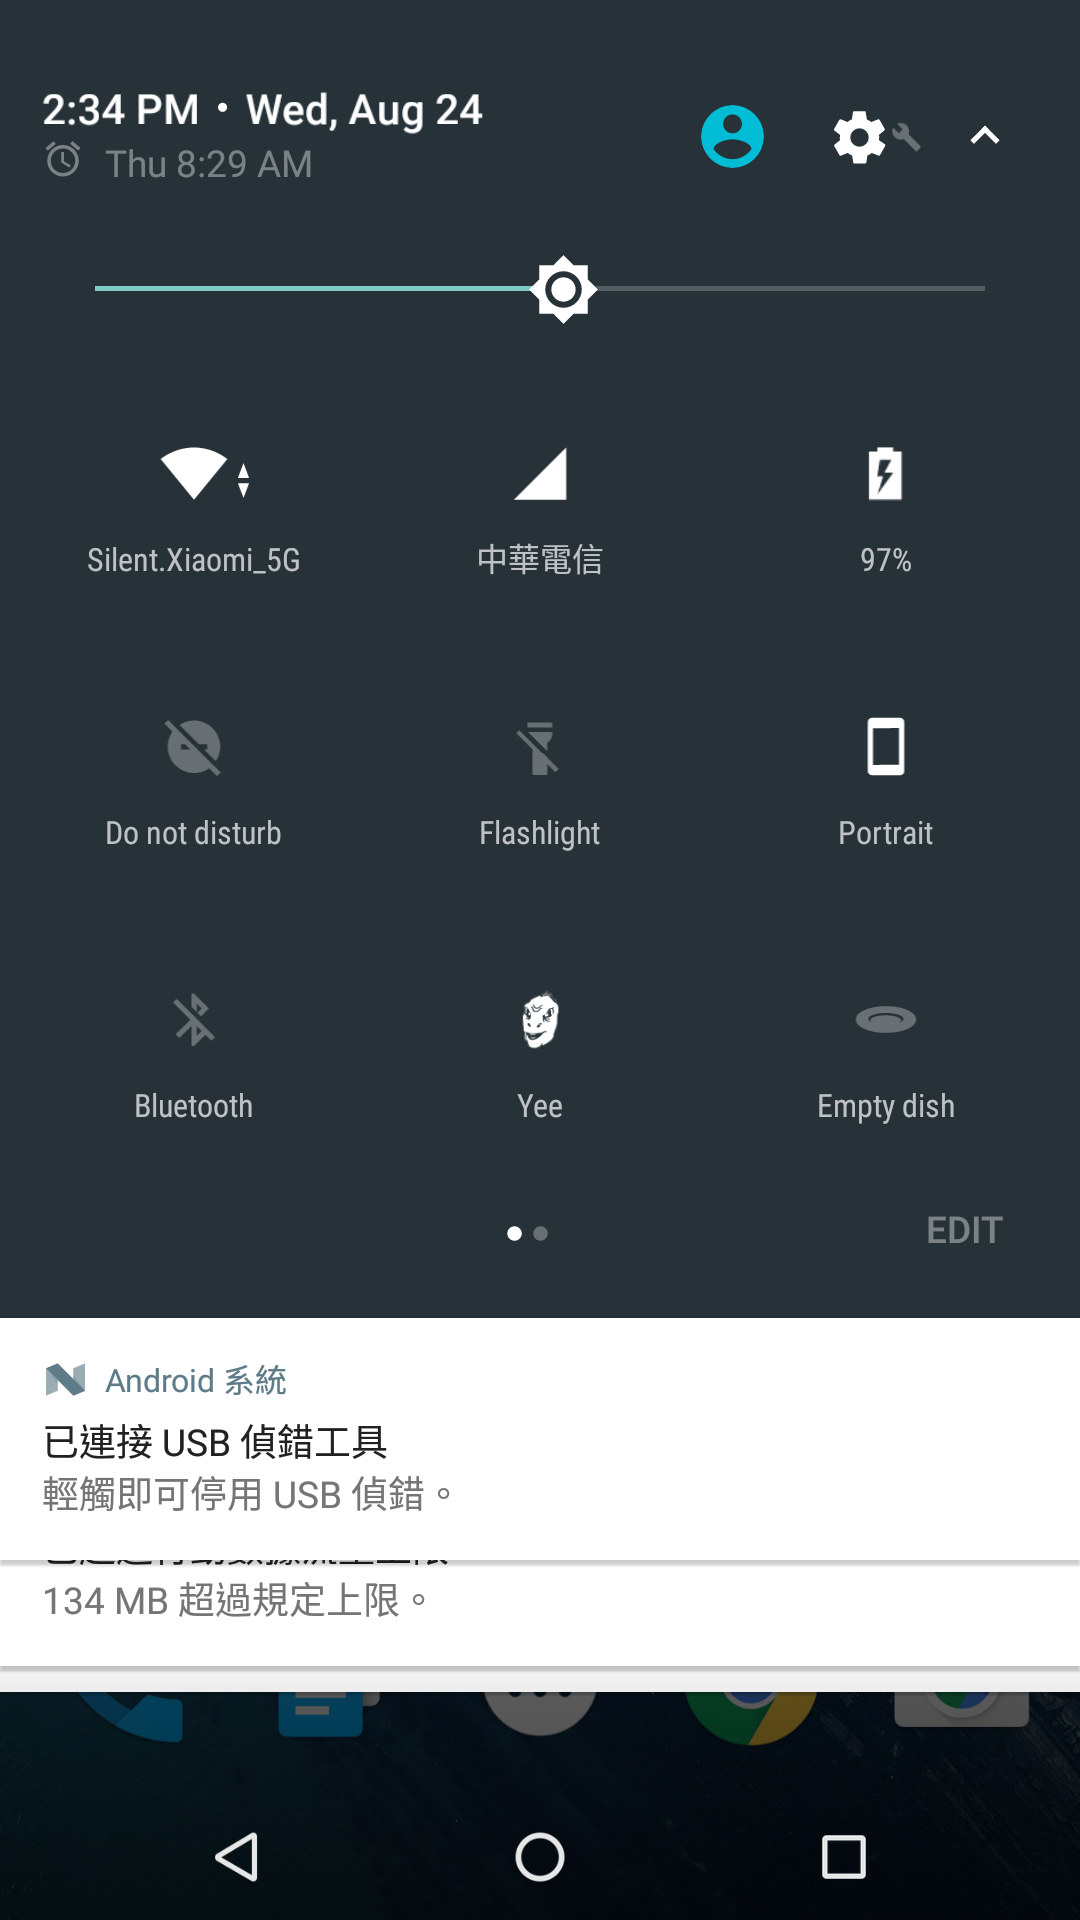 2:34 PM • Wed, Aug 24
Thu 8:29 AM
Silent.Xiaomi_5G
中華電信
97%
Do not disturb
Flashlight
Portrait
Bluetooth
Yee
Empty dish
EDIT
Android 系統
已連接 USB 偵錯工具
輕觸即可停用 USB 偵錯。
134 MB 超過規定上限。